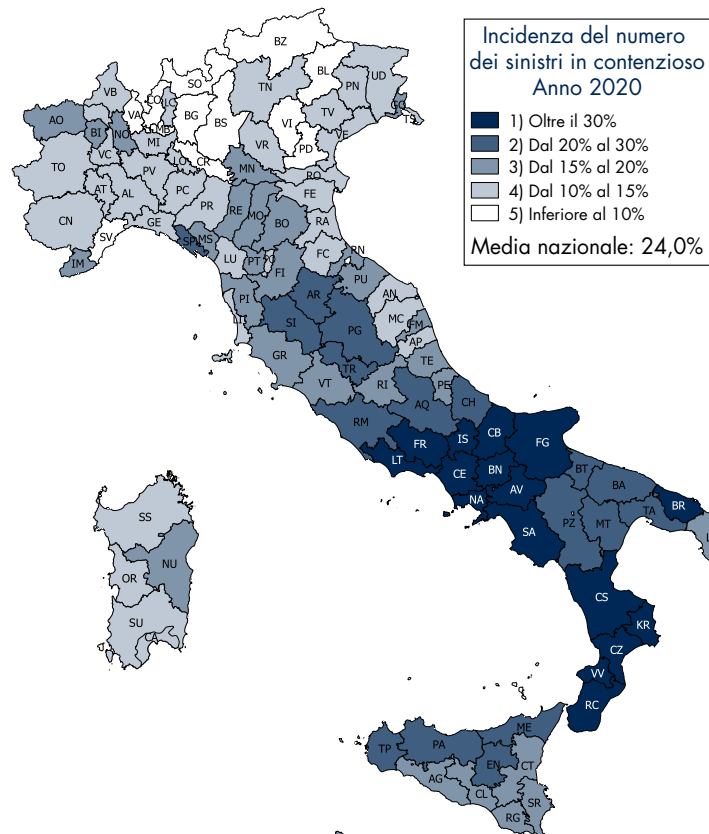 Incidenza del numero
dei sinistri in contenzioso
Anno 2020
1) Oltre il 30%
2) Dal 20% al 30%
3) Dal 15% al 20%
4) Dal 10% al 15%
5) Inferiore al 10%
Media nazionale: 24,0%
BZ
VB
SO
TN
BL
PN
UD
GO
TS
AO
BI
NO
VA
CO
LC
BG
BS
VI
TV
VE
TO
VC
MI
MB
LO
CR
VR
PD
MN
RO
AT
AL
PV
PC
PR
RE
MO
FE
CN
SV
GE
BO
RA
IM
SP
MS
LU
PT
PO
FI
FC
RN
PU
PI
LI
AR
AN
MC
FM
SI
PG
AP
GR
TR
TE
VT
RI
PE
RM
AQ
CH
FR
IS
CB
FG
LT
CE
BN
BT
BA
NA
AV
BR
SA
PZ
MT
TA
L
SS
NU
OR
SU
CA
CS
KR
CZ
VV
RC
ME
TP
PA
EN
CT
AG
CL
SR
RG